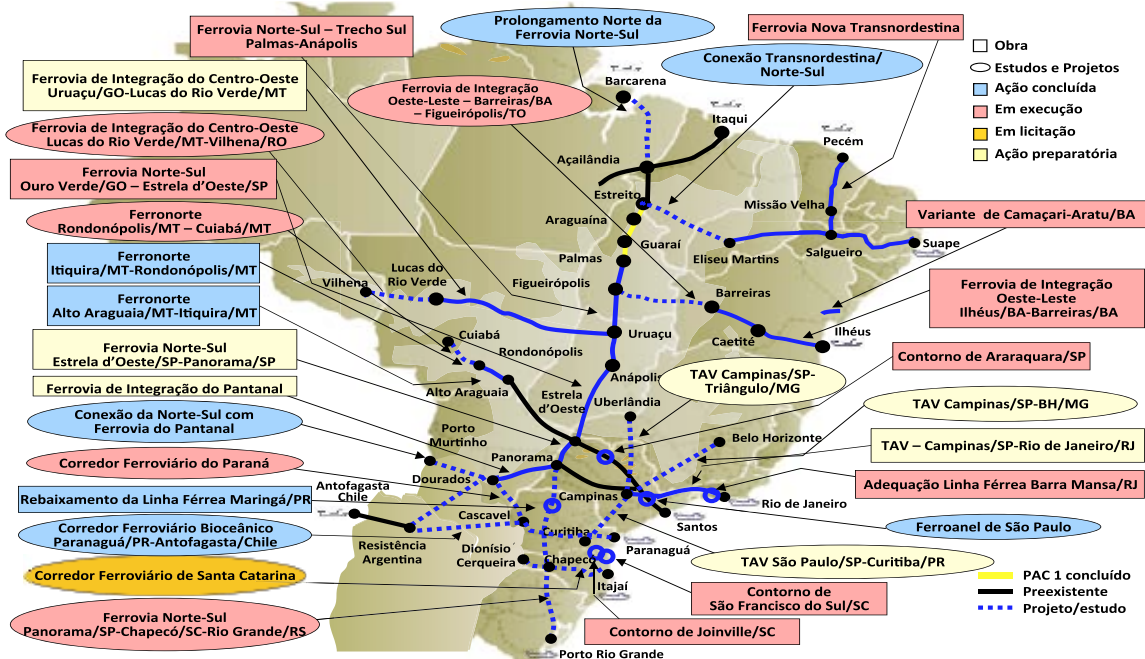 Ferrovia Norte-Sul – Trecho Sul
Palmas-Anápolis
Prolongamento Norte da
Ferrovia Norte-Sul
Ferrovia Nova Transnordestina
Conexão Transnordestina/
Norte-Sul
Obra
Estudos e Projetos
Ação concluída
Em execução
Em licitação
Ação preparatória
Ferrovia de Integração do Centro-Oeste
Uruaçu/GO-Lucas do Rio Verde/MT
Ferrovia de Integração
Oeste-Leste – Barreiras/BA
– Figueirópolis/TO
Ferrovia de Integração do Centro-Oeste
Lucas do Rio Verde/MT-Vilhena/RO
Ferrovia Norte-Sul
Ouro Verde/GO – Estrela d’Oeste/SP
Ferronorte
Rondonópolis/MT – Cuiabá/MT
Ferronorte
Itiquira/MT-Rondonópolis/MT
Ferronorte
Alto Araguaia/MT-Itiquira/MT
Ferrovia Norte-Sul
Estrela d’Oeste/SP-Panorama/SP
Ferrovia de Integração do Pantanal
Conexão da Norte-Sul com
Ferrovia do Pantanal
Corredor Ferroviário do Paraná
Rebaixamento da Linha Férrea Maringá/PR
Corredor Ferroviário Bioceânico
Paranaguá/PR-Antofagasta/Chile
Corredor Ferroviário de Santa Catarina
Ferrovia Norte-Sul
Panorama/SP-Chapecó/SC-Rio Grande/RS
Barcarena
Itaqui
Pecém
Açailândia
Estreito
Araguaína
Guaraí
Palmas
Missão Velha
Eliseu Martins
Salgueiro
Suape
Variante de Camaçari-Aratu/BA
Ferrovia de Integração
Oeste-Leste
Ilhéus/BA-Barreiras/BA
Vilhena
Lucas do
Rio Verde
Figueirópolis
Barreiras
Caetité
Ilhéus
Uruaçu
Cuiabá
Rondonópolis
Alto Araguaia
Anápolis
Estrela
d’Oeste
Uberlândia
TAV Campinas/SP-
Triângulo/MG
Contorno de Araraquara/SP
TAV Campinas/SP-BH/MG
TAV – Campinas/SP-Rio de Janeiro/RJ
Adequação Linha Férrea Barra Mansa/RJ
Ferroanel de São Paulo
TAV São Paulo/SP-Curitiba/PR
Contorno de
São Francisco do Sul/SC
Contorno de Joinville/SC
Porto
Murtinho
Panorama
Belo Horizonte
Dourados
Campinas
Rio de Janeiro
Santos
Antofagasta
Chile
Cascavel
Curitiba
Paranaguá
Resistência
Argentina
Dionísio
Cerqueira
Chapecó
Itajaí
Porto Rio Grande
PAC 1 concluído
Preexistente
Projeto/estudo